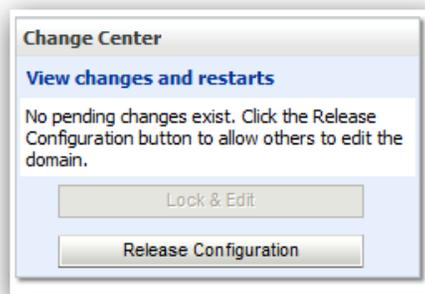 Change Center
View changes and restarts
No pending changes exist. Click the Release
Configuration button to allow others to edit the
domain.
Lock & Edit
Release Configuration